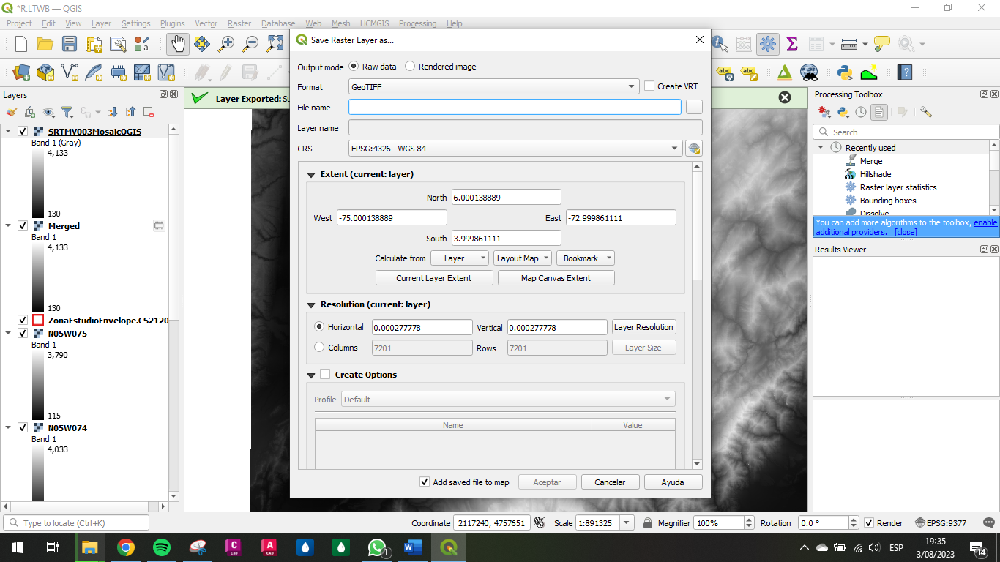 *R.LTWB — QGIS
Project Edit View Layer Settings Plugins Vector Raster Database Web Mesh HCMGIS Processing Help
Save Raster Layer as...
Output mode Raw data Rendered image
Format GeoTIFF Create VRT
File name ...
Layer name
CRS EPSG:4326 - WGS 84
Extent (current: layer)
North 6.000138889
West -75.000138889 East -72.999861111
South 3.999861111
Calculate from Layer Layout Map Bookmark
Current Layer Extent Map Canvas Extent
Resolution (current: layer)
Horizontal 0.000277778 Vertical 0.000277778 Layer Resolution
Columns 7201 Rows 7201 Layer Size
Create Options
Profile Default
Name Value
Add saved file to map Aceptar Cancelar Ayuda
Layer Exported: Su
Layers
SRTMV003MosaicQGIS
Band 1 (Gray)
4,133
130
Merged
Band 1
4,133
130
ZonaEstudioEnvelope.CS2120
N05W075
Band 1
3,790
115
N05W074
Band 1
4,033
abc abc
Processing Toolbox
Search...
Recently used
Merge
GDAL Hillshade
Raster layer statistics
Bounding boxes
Dissolve
You can add more algorithms to the toolbox, enable
additional providers. [close]
Results Viewer
Type to locate (Ctrl+K) Coordinate 2117240, 4757651 Scale 1:891325 Magnifier 100% Rotation 0.0 ° Render EPSG:9377
C C3D A CAD 1 W ESP 19:35
3/08/2023 14